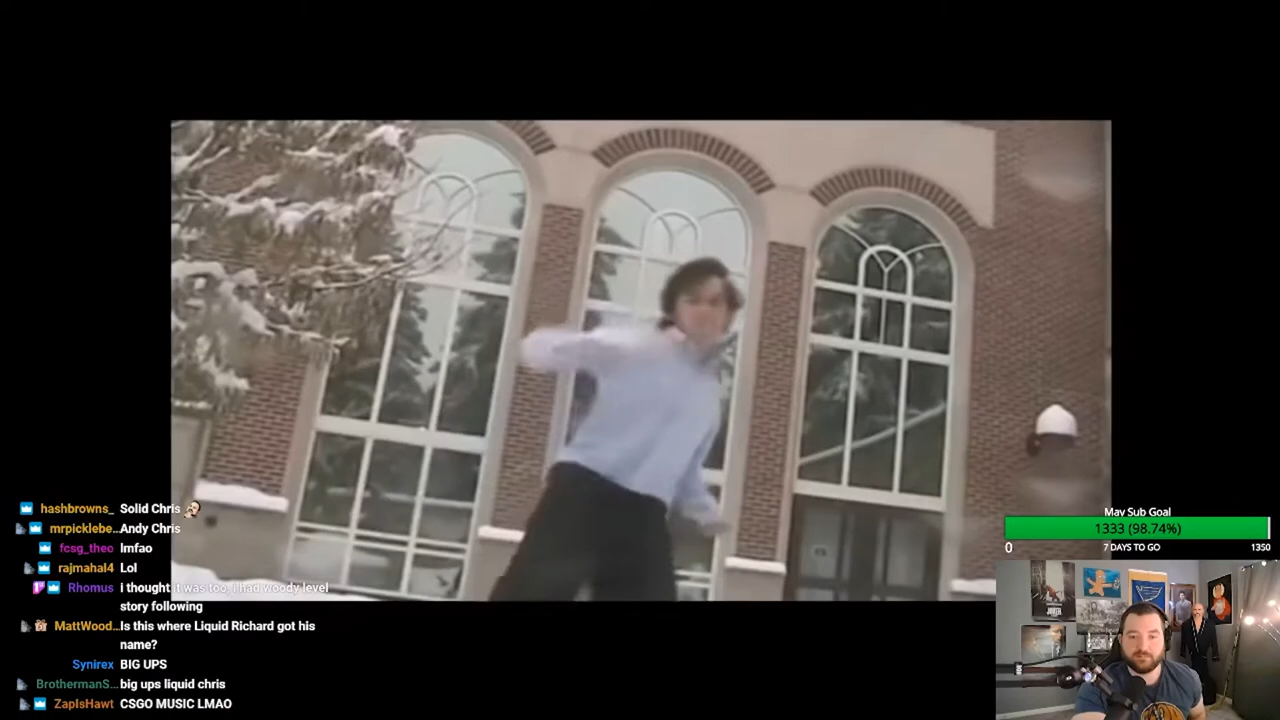 hashbrowns_ Solid Chris
mrpicklebe... Andy Chris
fcsg_theo lmfao
rajmahal4 Lol
Rhomus i thought it was too, i had woody level
story following
MattWood... Is this where Liquid Richard got his
name?
Synirex BIG UPS
BrothermanS... big ups liquid chris
ZapIsHawt CSGO MUSIC LMAO
May Sub Goal
1333 (98.74%)
0 7 DAYS TO GO 1350